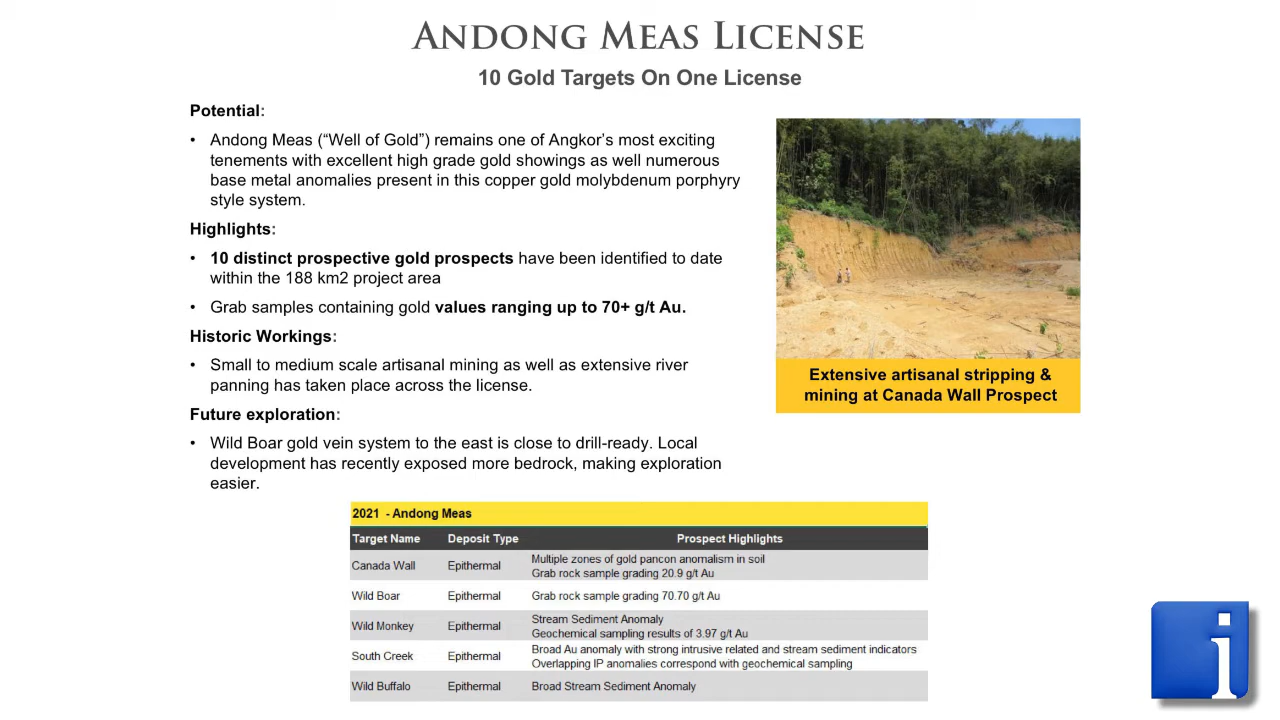 ANDONG MEAS LICENSE
10 Gold Targets On One License
Potential:
• Andong Meas (“Well of Gold”) remains one of Angkor’s most exciting
tenements with excellent high grade gold showings as well numerous
base metal anomalies present in this copper gold molybdenum porphyry
style system.
Highlights:
• 10 distinct prospective gold prospects have been identified to date
within the 188 km2 project area
• Grab samples containing gold values ranging up to 70+ g/t Au.
Historic Workings:
• Small to medium scale artisanal mining as well as extensive river
panning has taken place across the license.
Future exploration:
• Wild Boar gold vein system to the east is close to drill-ready. Local
development has recently exposed more bedrock, making exploration
easier.
Extensive artisanal stripping &
mining at Canada Wall Prospect
2021 - Andong Meas
Target Name Deposit Type Prospect Highlights
Canada Wall Epithermal Multiple zones of gold pancon anomalism in soil
Grab rock sample grading 20.9 g/t Au
Wild Boar Epithermal Grab rock sample grading 70.70 g/t Au
Wild Monkey Epithermal Stream Sediment Anomaly
Geochemical sampling results of 3.97 g/t Au
South Creek Epithermal Broad Au anomaly with strong intrusive related and stream sediment indicators
Overlapping IP anomalies correspond with geochemical sampling
Wild Buffalo Epithermal Broad Stream Sediment Anomaly
i